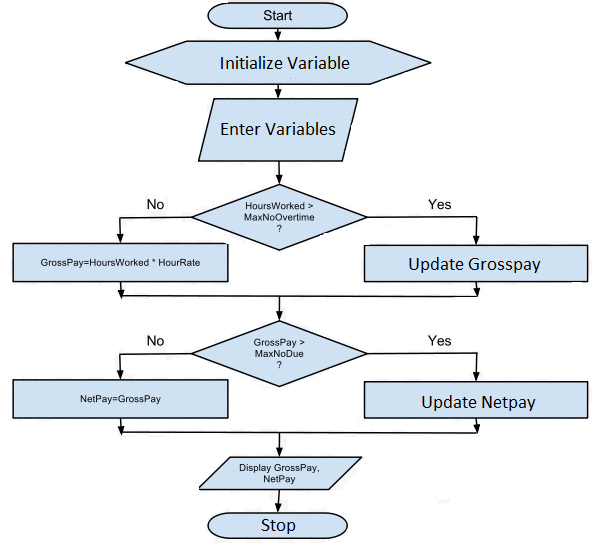 Start
Initialize Variable
Enter Variables
HoursWorked >
MaxNoOvertime
?
No
Yes
GrossPay=HoursWorked * HourRate
Update Grosspay
GrossPay >
MaxNoDue
?
No
Yes
NetPay=GrossPay
Update Netpay
Display GrossPay,
NetPay
Stop